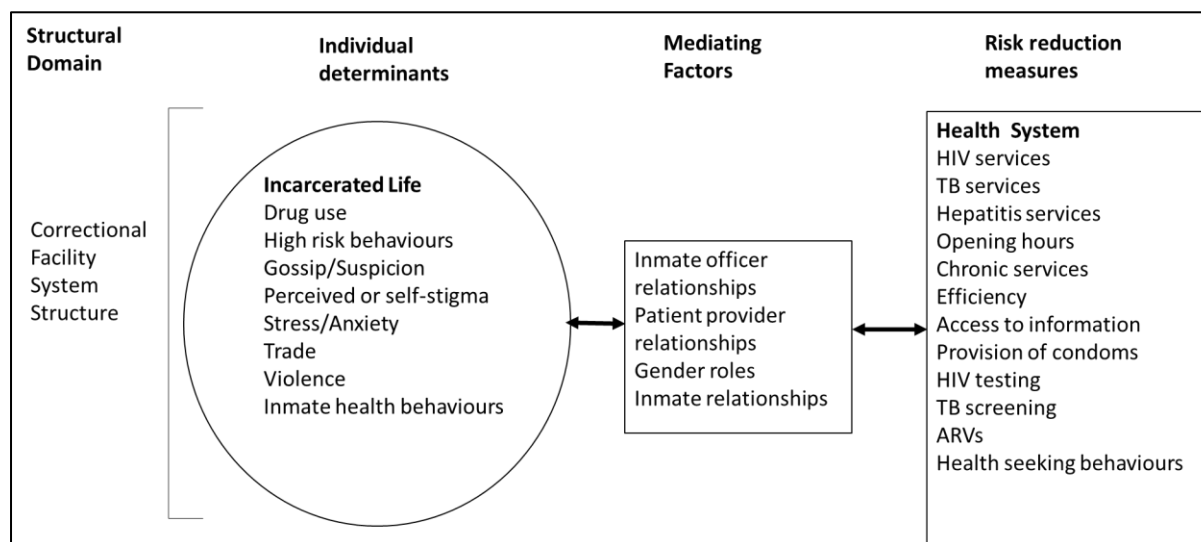 Structural
Domain
Individual
determinants
Mediating
Factors
Risk reduction
measures
Correctional
Facility
System
Structure
Incarcerated Life
Drug use
High risk behaviours
Gossip/Suspicion
Perceived or self-stigma
Stress/Anxiety
Trade
Violence
Inmate health behaviours
Inmate officer
relationships
Patient provider
relationships
Gender roles
Inmate relationships
Health System
HIV services
TB services
Hepatitis services
Opening hours
Chronic services
Efficiency
Access to information
Provision of condoms
HIV testing
TB screening
ARVs
Health seeking behaviours